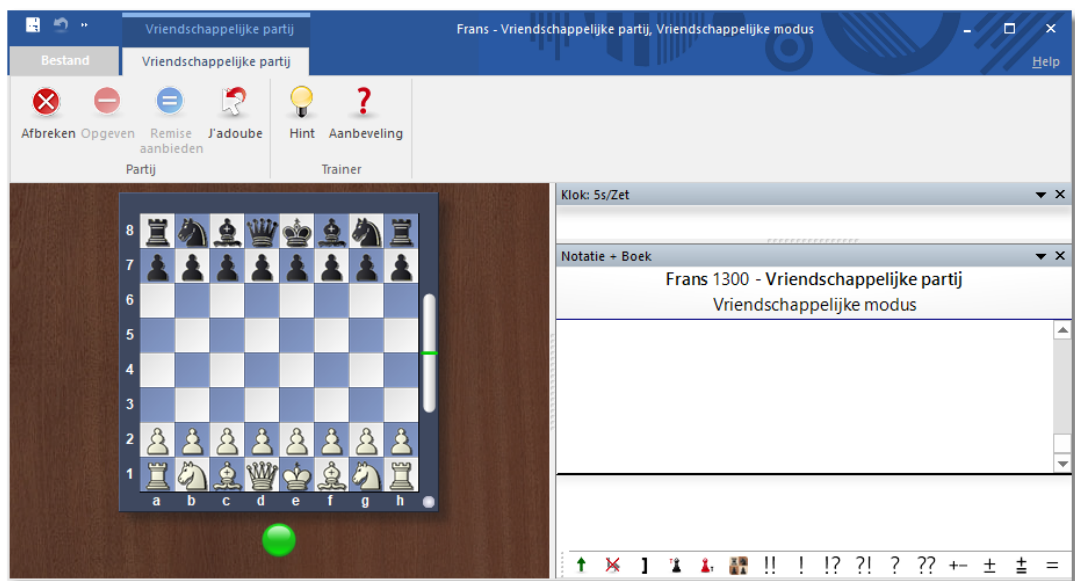 Vriendschappelijke partij
Frans - Vriendschappelijke partij, Vriendschappelijke modus
Bestand
Vriendschappelijke partij
Help
Afbreken
Opgeven
Remise aanbieden
J'adoube
Hint
Aanbeveling
Partij
Trainer
Klok: 5s/Zet
8
7
6
5
4
3
2
1
a b c d e f g h
Notatie + Boek
Frans 1300 - Vriendschappelijke partij
Vriendschappelijke modus
] !! ! !? ?! ? ?? +− ± ⩲ =